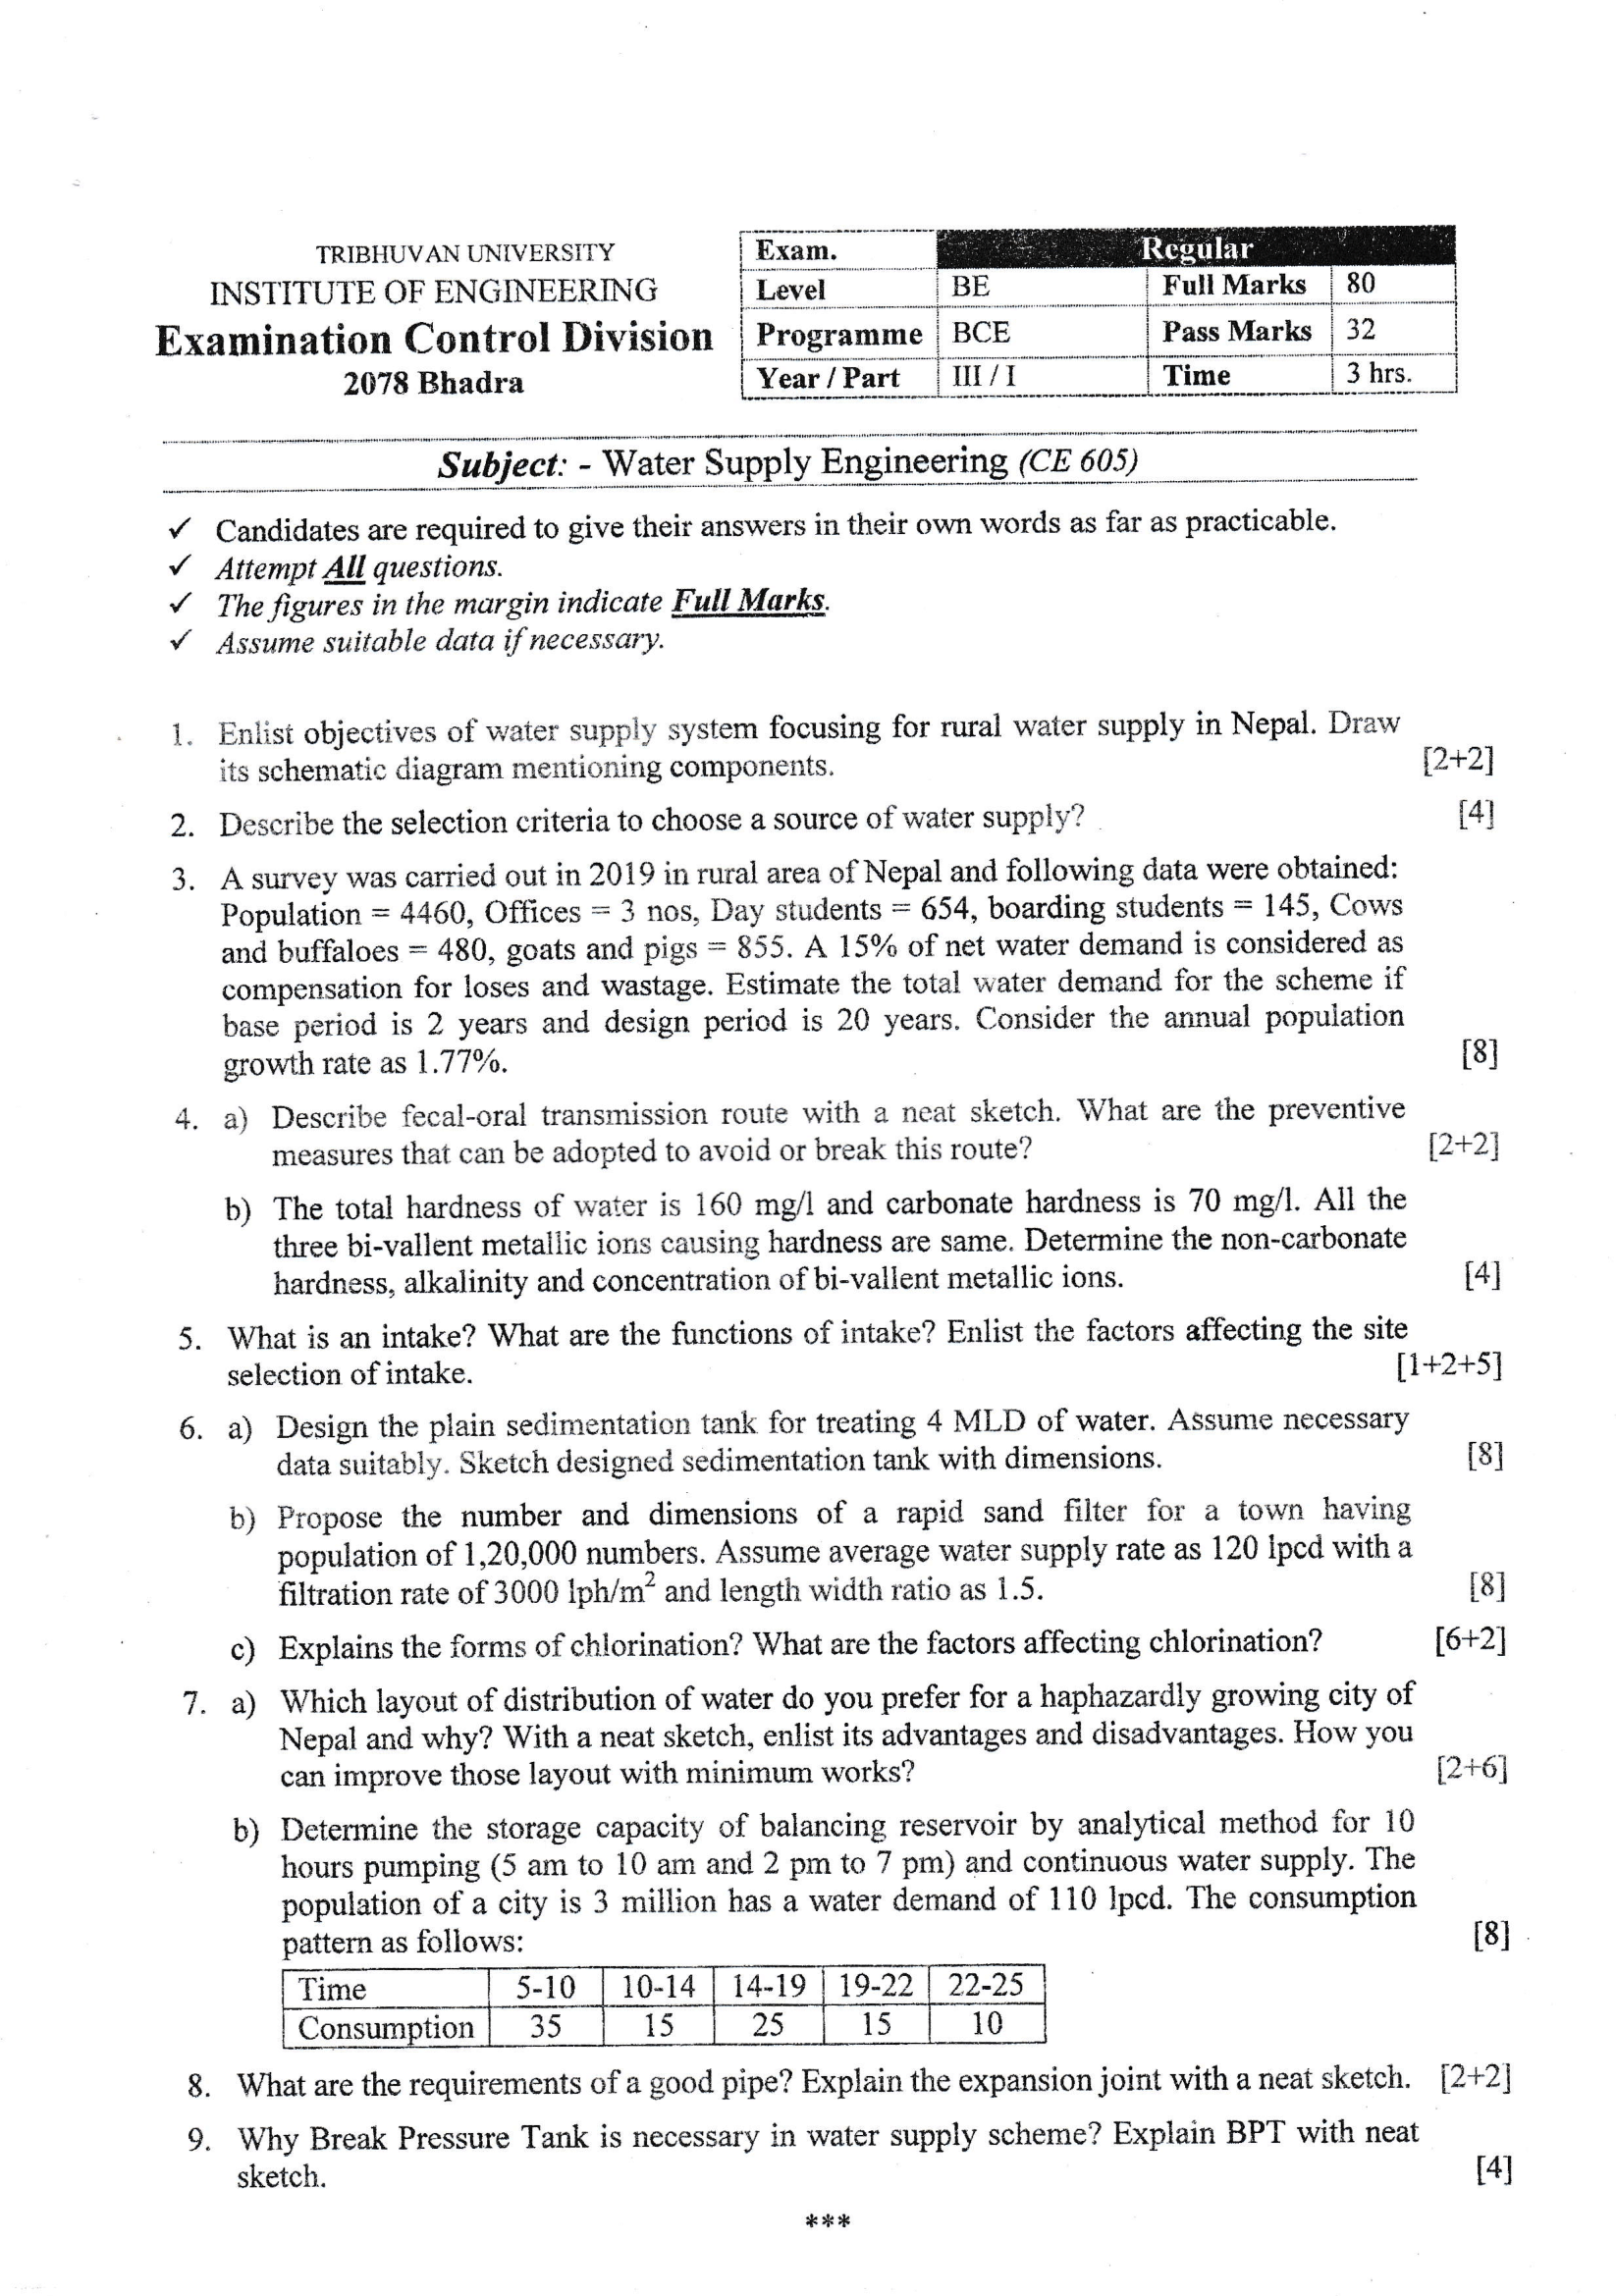 TRIBHUVAN UNIVERSITY
INSTITUTE OF ENGINEERING
Examination Control Division
2078 Bhadra
Exam. Regular
Level BE Full Marks 80
Programme BCE Pass Marks 32
Year / Part III / I Time 3 hrs.
Subject: - Water Supply Engineering (CE 605)
✓ Candidates are required to give their answers in their own words as far as practicable.
✓ Attempt All questions.
✓ The figures in the margin indicate Full Marks.
✓ Assume suitable data if necessary.
1. Enlist objectives of water supply system focusing for rural water supply in Nepal. Draw
its schematic diagram mentioning components. [2+2]
2. Describe the selection criteria to choose a source of water supply? [4]
3. A survey was carried out in 2019 in rural area of Nepal and following data were obtained:
Population = 4460, Offices = 3 nos, Day students = 654, boarding students = 145, Cows
and buffaloes = 480, goats and pigs = 855. A 15% of net water demand is considered as
compensation for loses and wastage. Estimate the total water demand for the scheme if
base period is 2 years and design period is 20 years. Consider the annual population
growth rate as 1.77%. [8]
4. a) Describe fecal-oral transmission route with a neat sketch. What are the preventive
measures that can be adopted to avoid or break this route? [2+2]
b) The total hardness of water is 160 mg/l and carbonate hardness is 70 mg/l. All the
three bi-vallent metallic ions causing hardness are same. Determine the non-carbonate
hardness, alkalinity and concentration of bi-vallent metallic ions. [4]
5. What is an intake? What are the functions of intake? Enlist the factors affecting the site
selection of intake. [1+2+5]
6. a) Design the plain sedimentation tank for treating 4 MLD of water. Assume necessary
data suitably. Sketch designed sedimentation tank with dimensions. [8]
b) Propose the number and dimensions of a rapid sand filter for a town having
population of 1,20,000 numbers. Assume average water supply rate as 120 lpcd with a
filtration rate of 3000 lph/m² and length width ratio as 1.5. [8]
c) Explains the forms of chlorination? What are the factors affecting chlorination? [6+2]
7. a) Which layout of distribution of water do you prefer for a haphazardly growing city of
Nepal and why? With a neat sketch, enlist its advantages and disadvantages. How you
can improve those layout with minimum works? [2+6]
b) Determine the storage capacity of balancing reservoir by analytical method for 10
hours pumping (5 am to 10 am and 2 pm to 7 pm) and continuous water supply. The
population of a city is 3 million has a water demand of 110 lpcd. The consumption
pattern as follows: [8]
Time 5-10 10-14 14-19 19-22 22-25
Consumption 35 15 25 15 10
8. What are the requirements of a good pipe? Explain the expansion joint with a neat sketch. [2+2]
9. Why Break Pressure Tank is necessary in water supply scheme? Explain BPT with neat
sketch. [4]
***